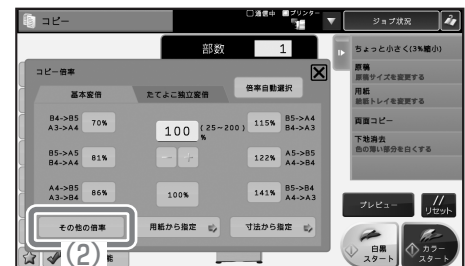 コピー
通信中 プリンター
ジョブ状況
部数 1
ちょっと小さく(3%縮小)
原稿
原稿サイズを変更する
用紙
給紙トレイを変更する
両面コピー
下地消去
色の薄い部分を白くする
コピー倍率
基本変倍
たてよこ独立変倍
倍率自動選択
B4->B5
A3->A4
70%
100 (25~200)
%
115%
B5->A4
B4->A3
B5->A5
B4->A4
81%
- +
122%
A5->B5
A4->B4
A4->B5
A3->B4
86%
100%
141%
B5->B4
A4->A3
その他の倍率
用紙から指定
寸法から指定
プレビュー
リセット
(2)
能
白黒
スタート
カラー
スタート